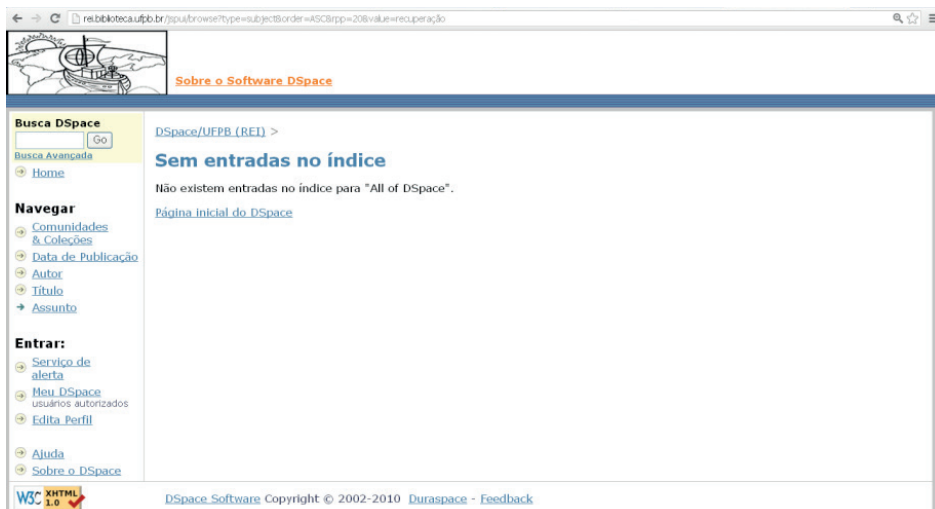 rei.biblioteca.ufpb.br/jspui/browse?type=subject&order=ASC&rpp=20&value=recuperação
Sobre o Software DSpace
Busca DSpace
Go
Busca Avançada
Home
Navegar
Comunidades
& Coleções
Data de Publicação
Autor
Título
Assunto
Entrar:
Serviço de
alerta
Meu DSpace
usuários autorizados
Edita Perfil
Ajuda
Sobre o DSpace
DSpace/UFPB (REI) >
Sem entradas no índice
Não existem entradas no índice para "All of DSpace".
Página inicial do DSpace
W3C XHTML
1.0
DSpace Software Copyright © 2002-2010 Duraspace - Feedback